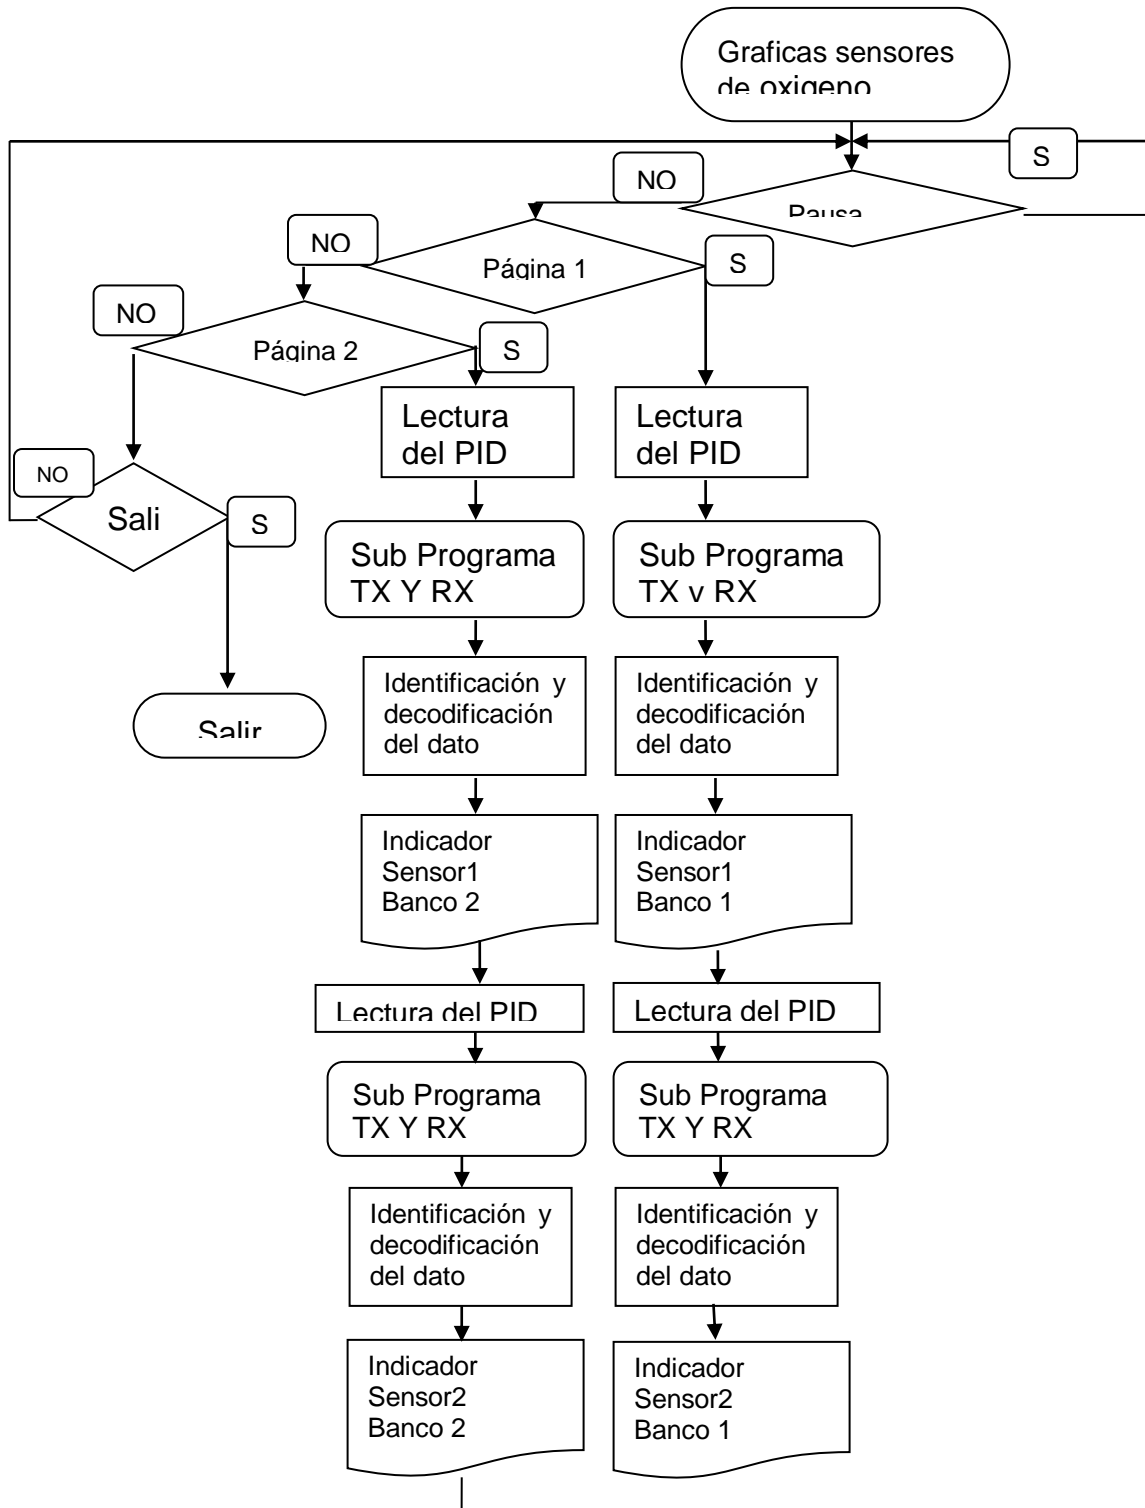 Graficas sensores
de oxigeno
S
NO
Pausa
NO
Página 1
S
NO
Página 2
S
Lectura
del PID
Lectura
del PID
NO
Sali
S
Sub Programa
TX Y RX
Sub Programa
TX y RX
Identificación y
decodificación
del dato
Identificación y
decodificación
del dato
Salir
Indicador
Sensor1
Banco 2
Indicador
Sensor1
Banco 1
Lectura del PID
Lectura del PID
Sub Programa
TX Y RX
Sub Programa
TX Y RX
Identificación y
decodificación
del dato
Identificación y
decodificación
del dato
Indicador
Sensor2
Banco 2
Indicador
Sensor2
Banco 1